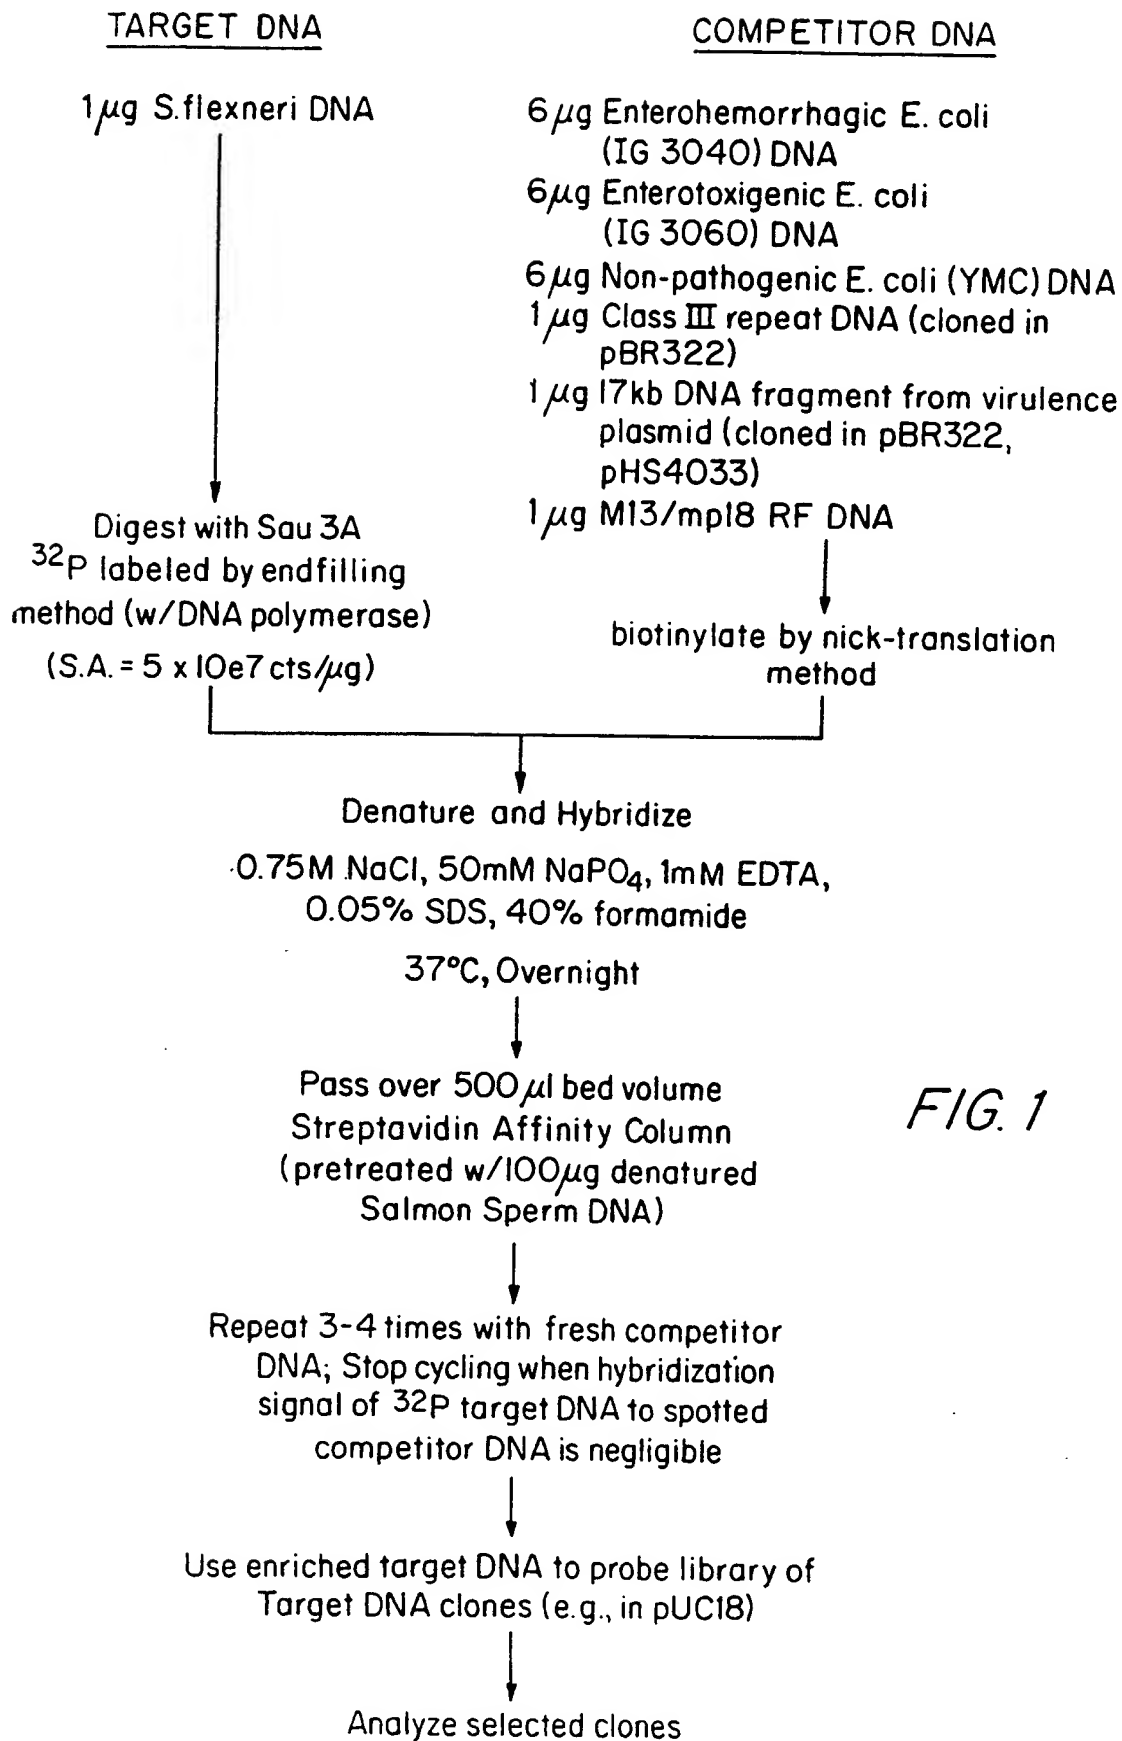 TARGET DNA
1µg S.flexneri DNA
Digest with Sau 3A
32P labeled by endfilling
method (w/DNA polymerase)
(S.A. = 5 x 10e7 cts/µg)
COMPETITOR DNA
6µg Enterohemorrhagic E. coli
(IG 3040) DNA
6µg Enterotoxigenic E. coli
(IG 3060) DNA
6µg Non-pathogenic E. coli (YMC) DNA
1µg Class III repeat DNA (cloned in
pBR322)
1µg 17kb DNA fragment from virulence
plasmid (cloned in pBR322,
pHS4033)
1µg M13/mp18 RF DNA
biotinylate by nick-translation
method
Denature and Hybridize
0.75M NaCl, 50mM NaPO4, 1mM EDTA,
0.05% SDS, 40% formamide
37°C, Overnight
Pass over 500µl bed volume
Streptavidin Affinity Column
(pretreated w/100µg denatured
Salmon Sperm DNA)
FIG. 1
Repeat 3-4 times with fresh competitor
DNA; Stop cycling when hybridization
signal of 32P target DNA to spotted
competitor DNA is negligible
Use enriched target DNA to probe library of
Target DNA clones (e.g., in pUC18)
Analyze selected clones